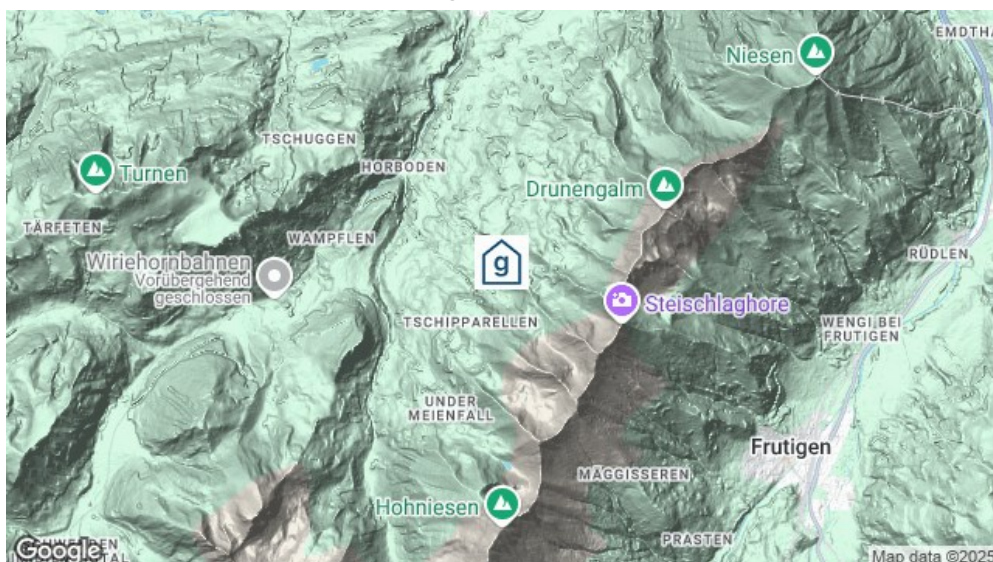 EMDTHA
Niesen
TSCHUGGEN
HORBODEN
Turnen
Drunengalm
TÄRFETEN
WAMPFLEN
Wiriehornbahnen
Vorübergehend
geschlossen
g
RÜDLEN
Steischlaghore
TSCHIPPARELLEN
WENGI BEI
FRUTIGEN
UNDER
MEIENFALL
Frutigen
MÄGGISSEREN
Hohniesen
PRASTEN
Google
Map data ©2025